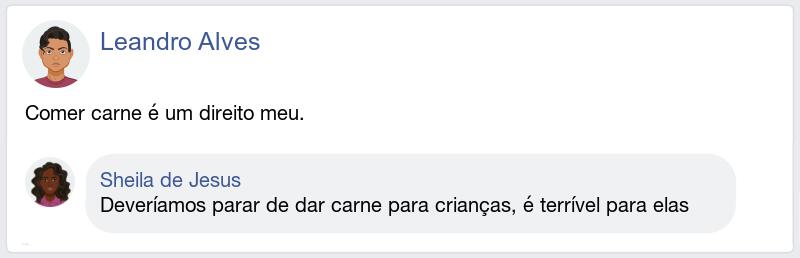 Leandro Alves
Comer carne é um direito meu.
Sheila de Jesus
Deveríamos parar de dar carne para crianças, é terrível para elas